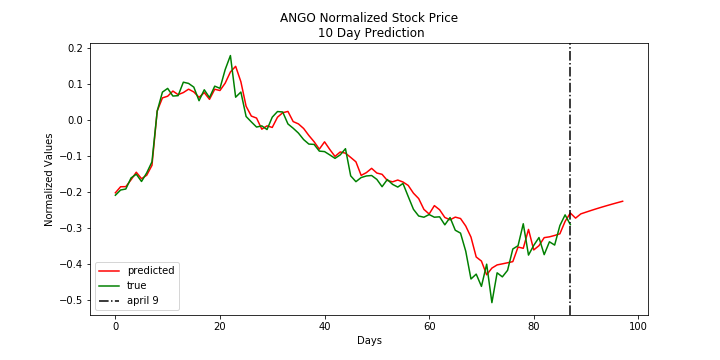 ANGO Normalized Stock Price
10 Day Prediction
Normalized Values
0.2
0.1
0.0
−0.1
−0.2
−0.3
−0.4
−0.5
predicted
true
april 9
0
20
40
60
80
100
Days